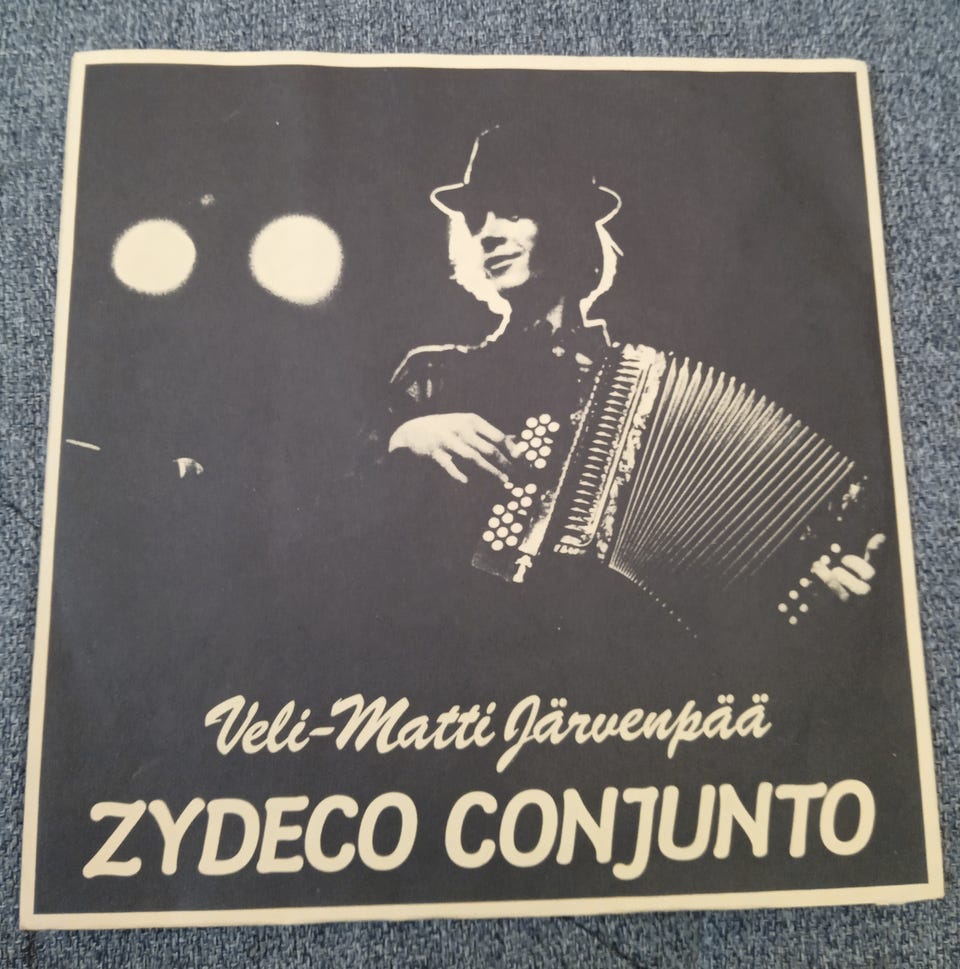 Veli-Matti Järvenpää
ZYDECO CONJUNTO